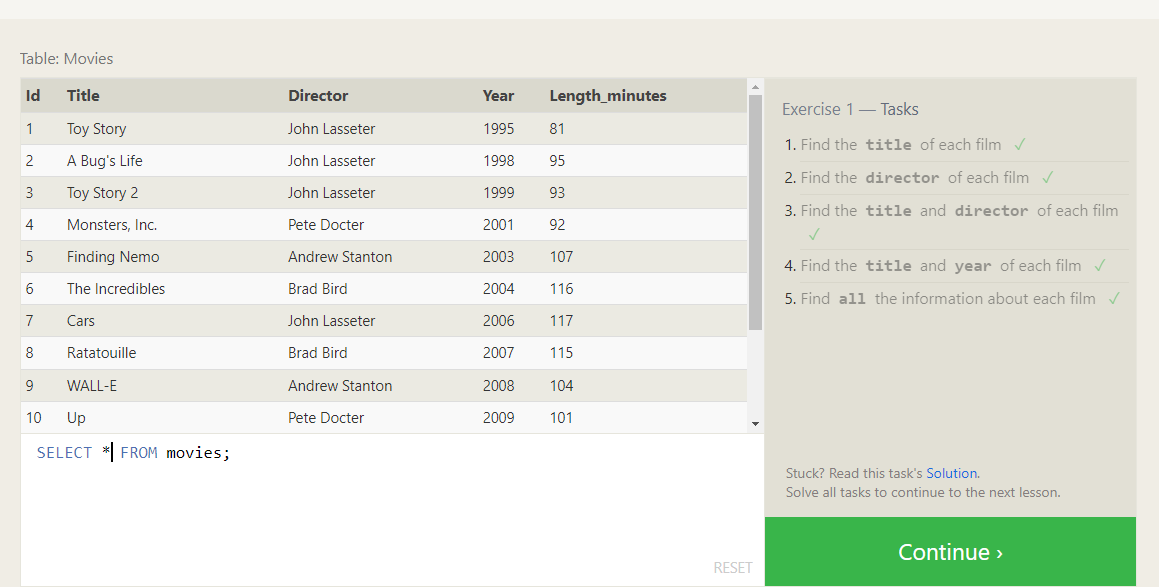 Table: Movies
Id Title Director Year Length_minutes
1 Toy Story John Lasseter 1995 81
2 A Bug's Life John Lasseter 1998 95
3 Toy Story 2 John Lasseter 1999 93
4 Monsters, Inc. Pete Docter 2001 92
5 Finding Nemo Andrew Stanton 2003 107
6 The Incredibles Brad Bird 2004 116
7 Cars John Lasseter 2006 117
8 Ratatouille Brad Bird 2007 115
9 WALL-E Andrew Stanton 2008 104
10 Up Pete Docter 2009 101
SELECT * FROM movies;
RESET
Exercise 1 — Tasks
1. Find the title of each film ✓
2. Find the director of each film ✓
3. Find the title and director of each film
✓
4. Find the title and year of each film ✓
5. Find all the information about each film ✓
Stuck? Read this task's Solution.
Solve all tasks to continue to the next lesson.
Continue ›